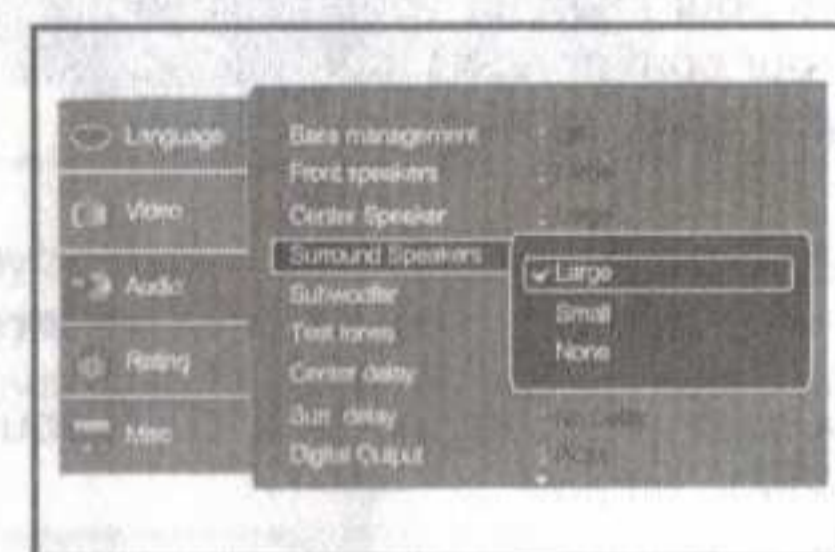 Language
Video
Audio
Rating
Misc
Bass management :
Front speakers :
Center Speaker :
Surround Speakers
Subwoofer
Test tones
Center delay
Surr. delay
Digital Output :
✓ Large
Small
None